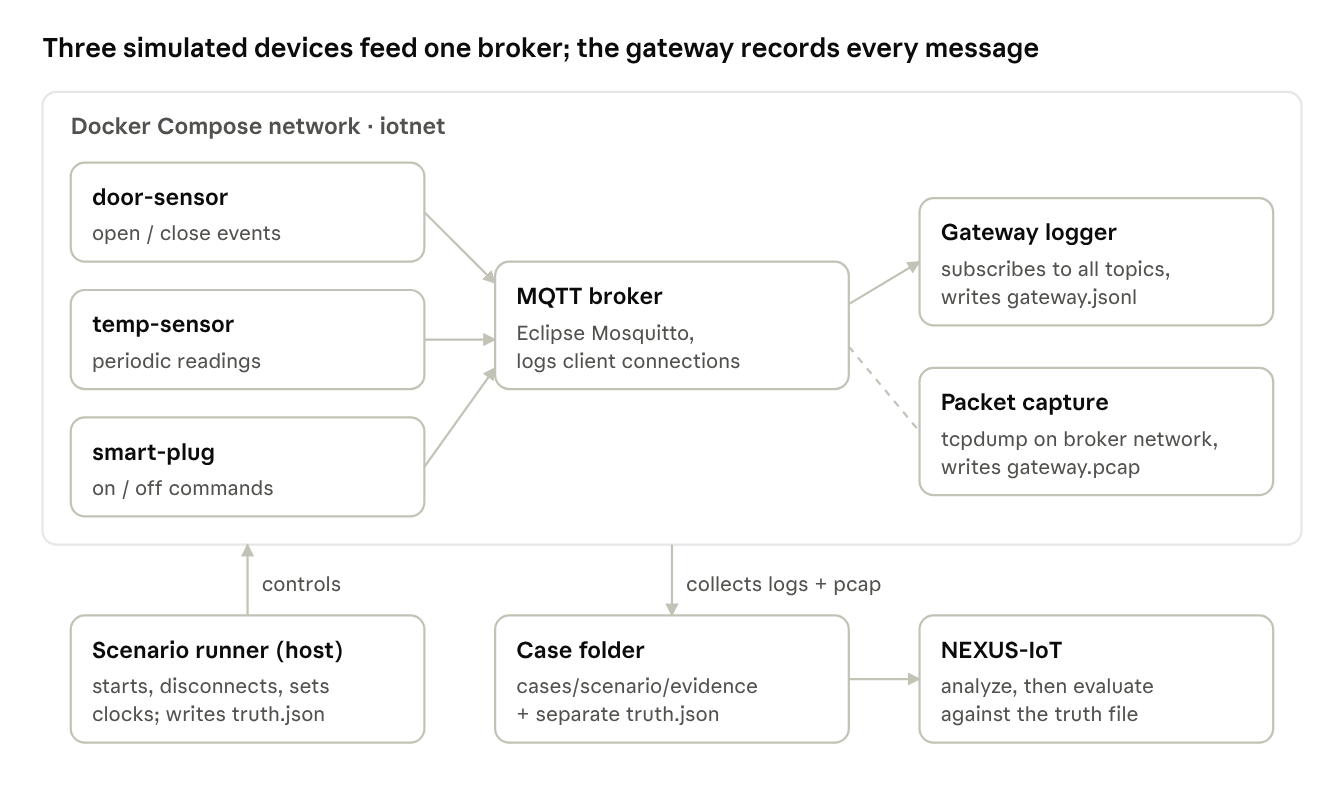 Three simulated devices feed one broker; the gateway records every message
Docker Compose network · iotnet
door-sensor
open / close events
temp-sensor
periodic readings
smart-plug
on / off commands
MQTT broker
Eclipse Mosquitto,
logs client connections
Gateway logger
subscribes to all topics,
writes gateway.jsonl
Packet capture
tcpdump on broker network,
writes gateway.pcap
controls
collects logs + pcap
Scenario runner (host)
starts, disconnects, sets
clocks; writes truth.json
Case folder
cases/scenario/evidence
+ separate truth.json
NEXUS-IoT
analyze, then evaluate
against the truth file